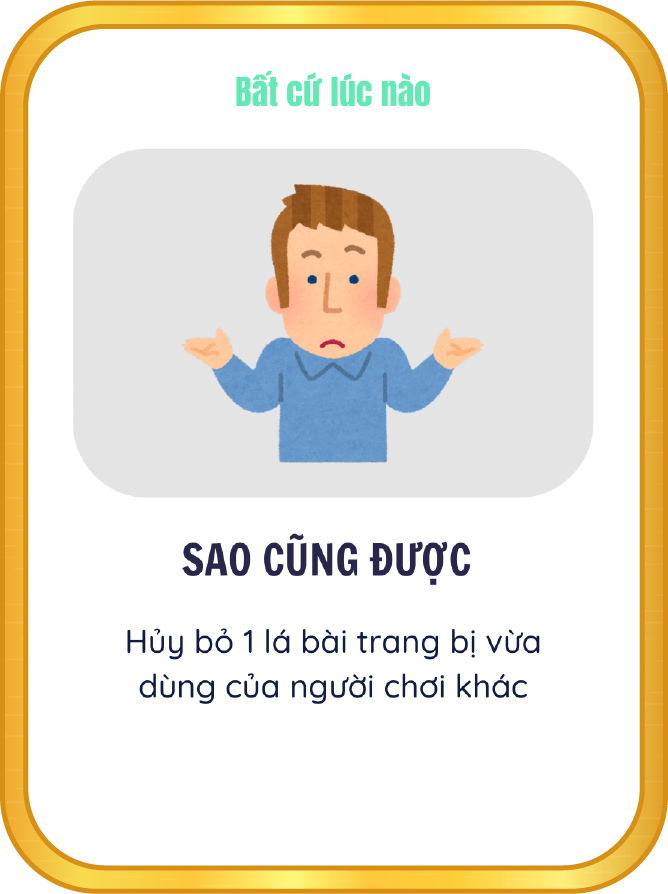 Bất cứ lúc nào
SAO CŨNG ĐƯỢC
Hủy bỏ 1 lá bài trang bị vừa
dùng của người chơi khác